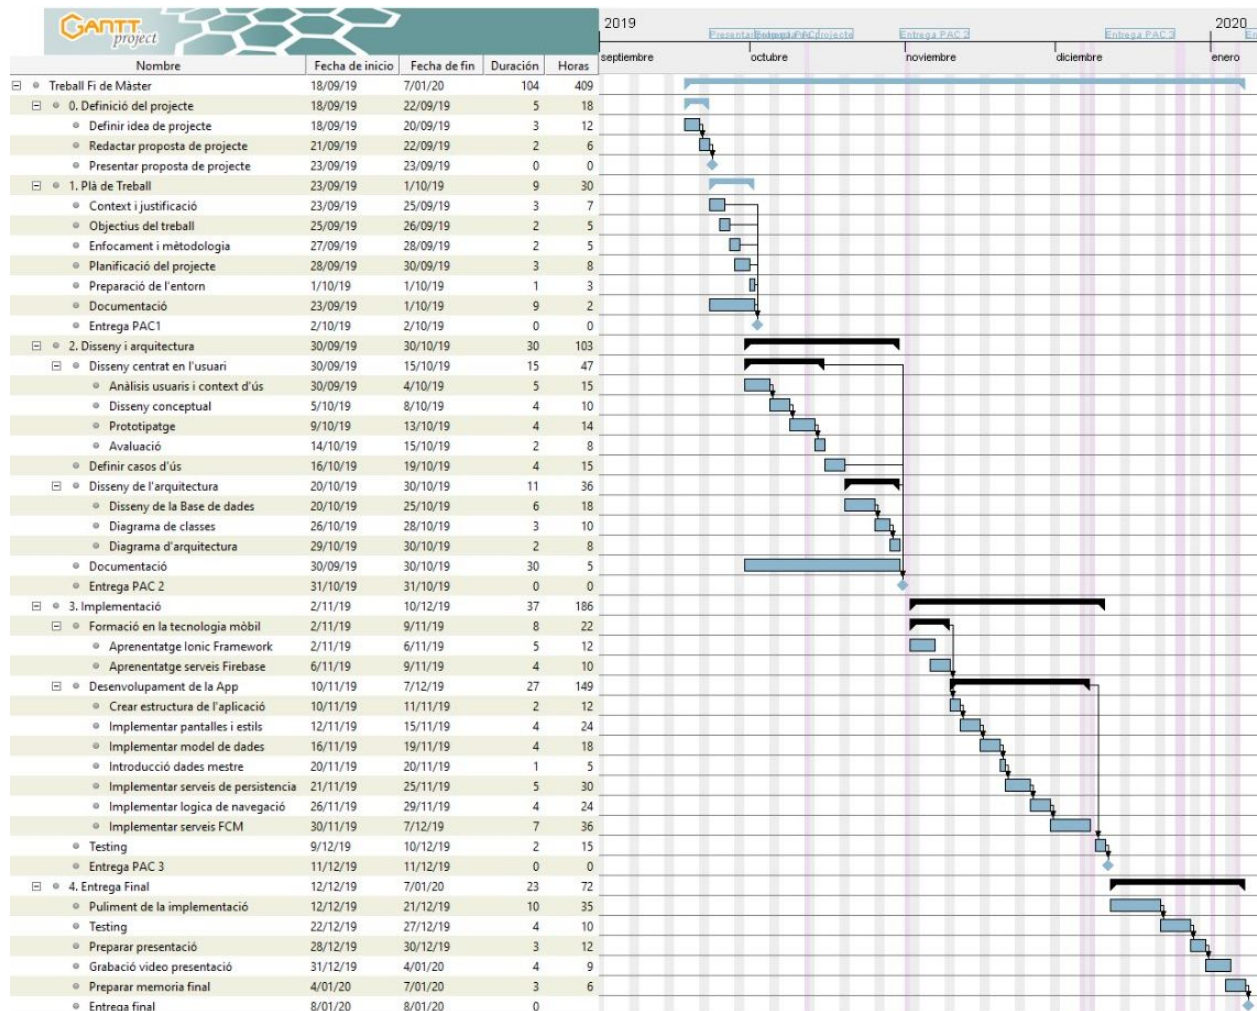 GANTT project
2019 2020
Entrega PAC 2 Entrega PAC 3
septiembre octubre noviembre diciembre enero
Nombre Fecha de inicio Fecha de fin Duración Horas
Treball Fi de Màster 18/09/19 7/01/20 104 409
0. Definició del projecte 18/09/19 22/09/19 5 18
Definir idea de projecte 18/09/19 20/09/19 3 12
Redactar proposta de projecte 21/09/19 22/09/19 2 6
Presentar proposta de projecte 23/09/19 23/09/19 0 0
1. Plà de Treball 23/09/19 1/10/19 9 30
Context i justificació 23/09/19 25/09/19 3 7
Objectius del treball 25/09/19 26/09/19 2 5
Enfocament i mètodologia 27/09/19 28/09/19 2 5
Planificació del projecte 28/09/19 30/09/19 3 8
Preparació de l'entorn 1/10/19 1/10/19 1 3
Documentació 23/09/19 1/10/19 9 2
Entrega PAC1 2/10/19 2/10/19 0 0
2. Disseny i arquitectura 30/09/19 30/10/19 30 103
Disseny centrat en l'usuari 30/09/19 15/10/19 15 47
Anàlisis usuaris i context d'ús 30/09/19 4/10/19 5 15
Disseny conceptual 5/10/19 8/10/19 4 10
Prototipatge 9/10/19 13/10/19 4 14
Avaluació 14/10/19 15/10/19 2 8
Definir casos d'ús 16/10/19 19/10/19 4 15
Disseny de l'arquitectura 20/10/19 30/10/19 11 36
Disseny de la Base de dades 20/10/19 25/10/19 6 18
Diagrama de classes 26/10/19 28/10/19 3 10
Diagrama d'arquitectura 29/10/19 30/10/19 2 8
Documentació 30/09/19 30/10/19 30 5
Entrega PAC 2 31/10/19 31/10/19 0 0
3. Implementació 2/11/19 10/12/19 37 186
Formació en la tecnologia mòbil 2/11/19 9/11/19 8 22
Aprenentatge Ionic Framework 2/11/19 6/11/19 5 12
Aprenentatge serveis Firebase 6/11/19 9/11/19 4 10
Desenvolupament de la App 10/11/19 7/12/19 27 149
Crear estructura de l'aplicació 10/11/19 11/11/19 2 12
Implementar pantalles i estils 12/11/19 15/11/19 4 24
Implementar model de dades 16/11/19 19/11/19 4 18
Introducció dades mestre 20/11/19 20/11/19 1 5
Implementar serveis de persistencia 21/11/19 25/11/19 5 30
Implementar logica de navegació 26/11/19 29/11/19 4 24
Implementar serveis FCM 30/11/19 7/12/19 7 36
Testing 9/12/19 10/12/19 2 15
Entrega PAC 3 11/12/19 11/12/19 0 0
4. Entrega Final 12/12/19 7/01/20 23 72
Puliment de la implementació 12/12/19 21/12/19 10 35
Testing 22/12/19 27/12/19 4 10
Preparar presentació 28/12/19 30/12/19 3 12
Grabació video presentació 31/12/19 4/01/20 4 9
Preparar memoria final 4/01/20 7/01/20 3 6
Entrega final 8/01/20 8/01/20 0